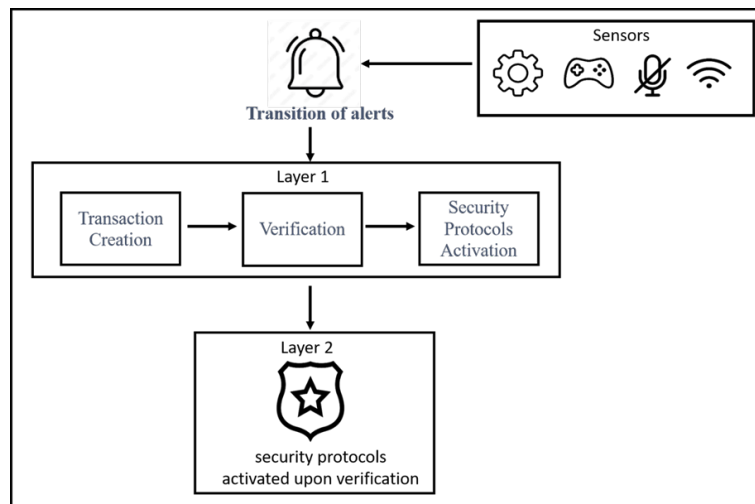 Sensors
Transition of alerts
Layer 1
Transaction
Creation
Verification
Security
Protocols
Activation
Layer 2
security protocols
activated upon verification